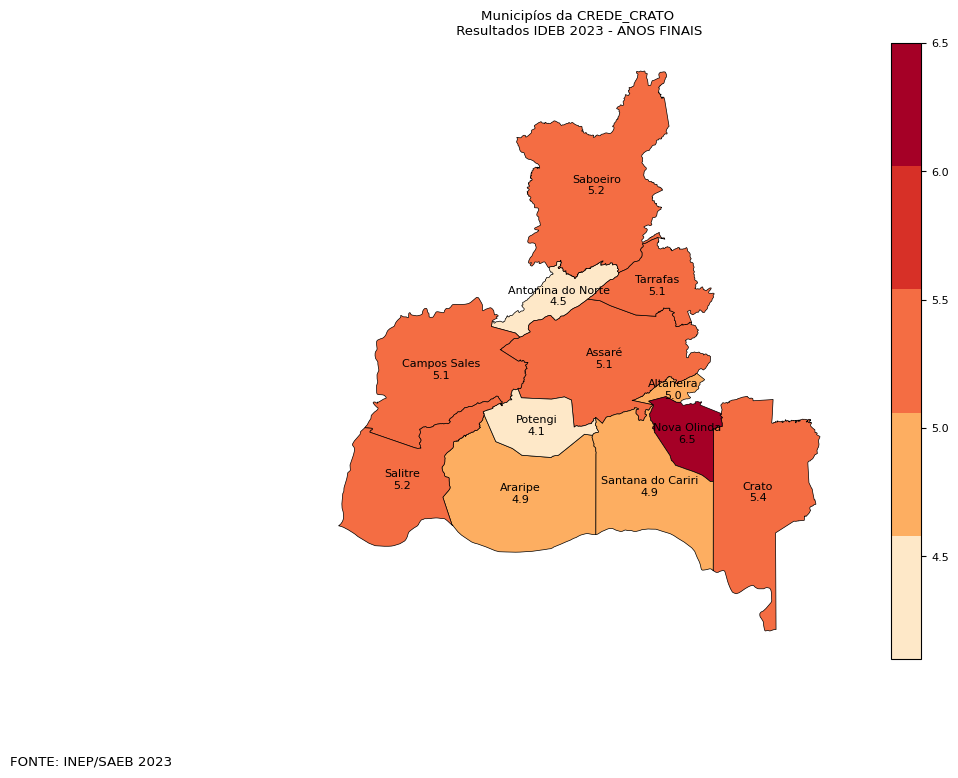 Municipíos da CREDE_CRATO
Resultados IDEB 2023 - ANOS FINAIS
6.5
6.0
5.5
5.0
4.5
Saboeiro
5.2
Tarrafas
5.1
Antonina do Norte
4.5
Assaré
5.1
Campos Sales
5.1
Altaneira
5.0
Potengi
4.1
Nova Olinda
6.5
Salitre
5.2
Araripe
4.9
Santana do Cariri
4.9
Crato
5.4
FONTE: INEP/SAEB 2023